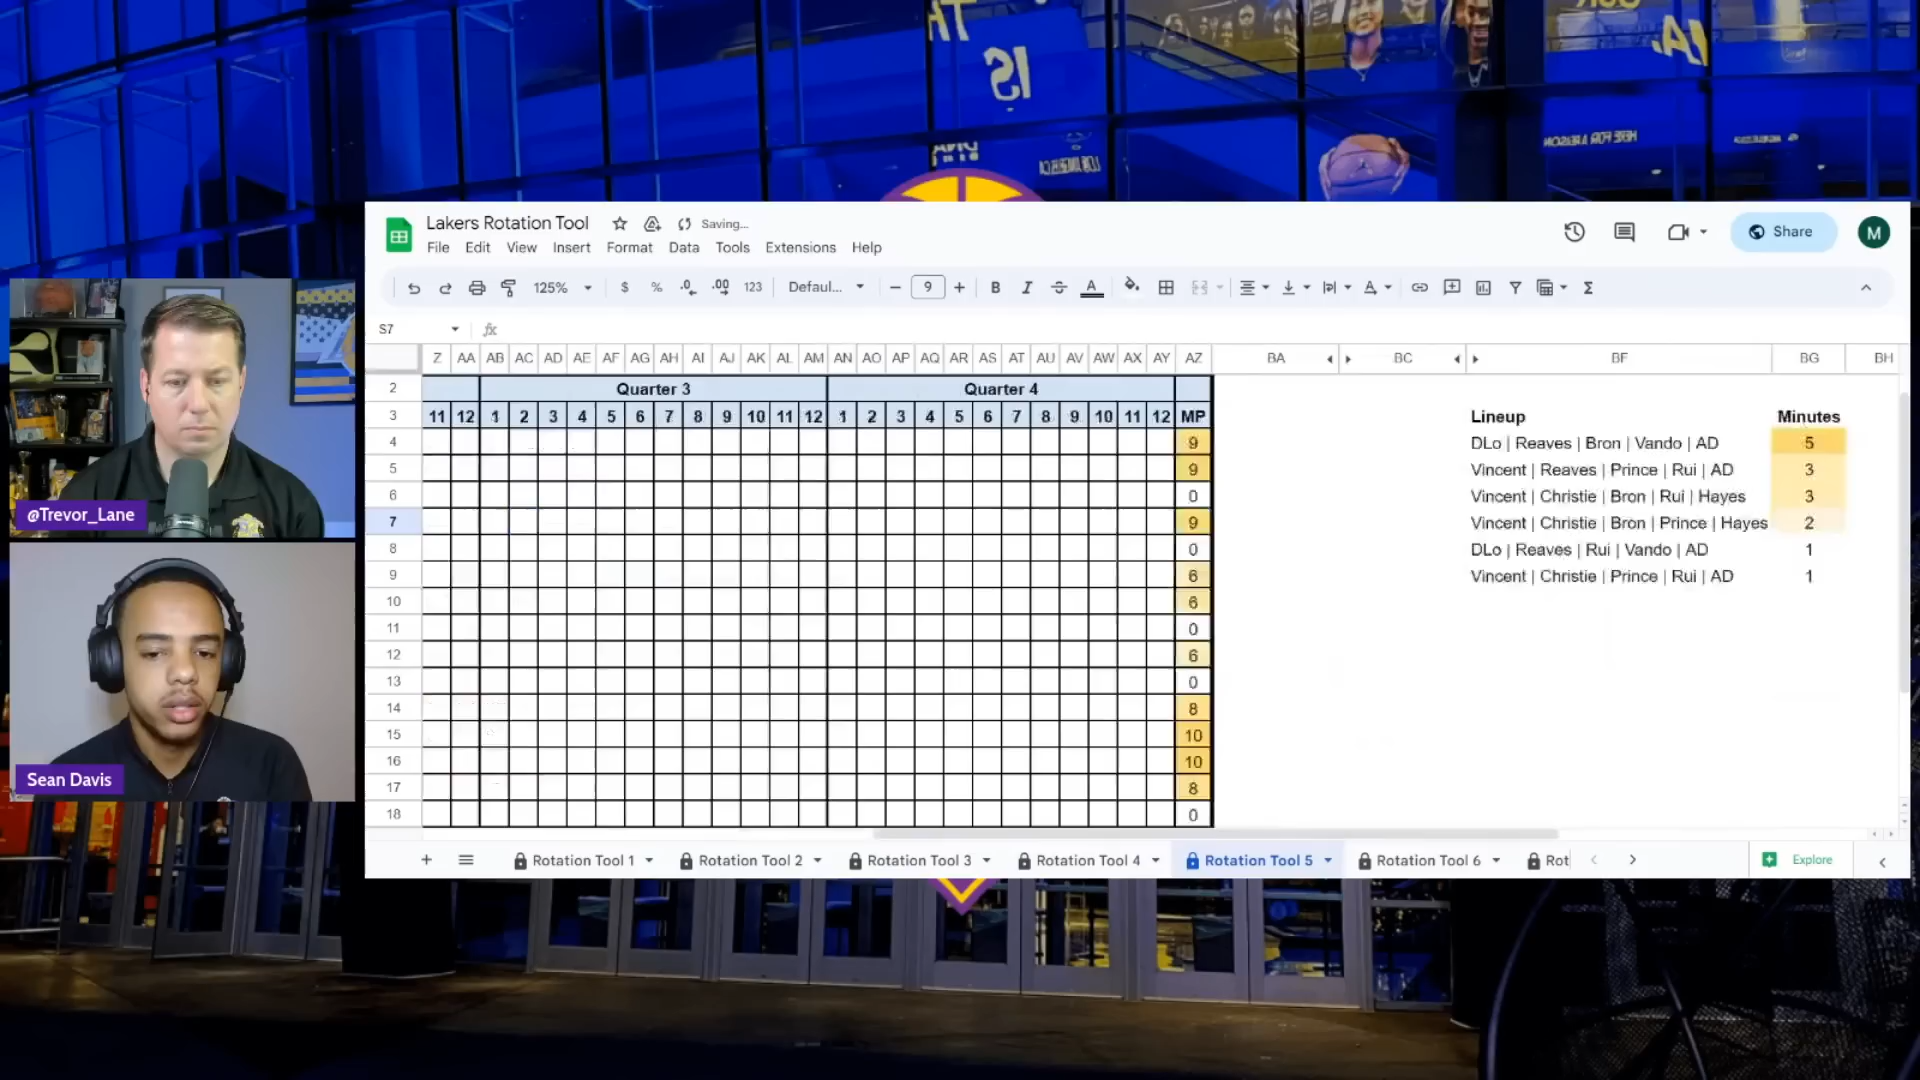 IS
HERE FOR A REASON
Lakers Rotation Tool Saving...
File Edit View Insert Format Data Tools Extensions Help
Share
M
125% $ % .0 .00 123 Defaul... − 9 + B I A Σ
S7 fx
Z AA AB AC AD AE AF AG AH AI AJ AK AL AM AN AO AP AQ AR AS AT AU AV AW AX AY AZ BA BC BF BG BH
2 Quarter 3 Quarter 4
3 11 12 1 2 3 4 5 6 7 8 9 10 11 12 1 2 3 4 5 6 7 8 9 10 11 12 MP Lineup Minutes
4 9 DLo | Reaves | Bron | Vando | AD 5
5 9 Vincent | Reaves | Prince | Rui | AD 3
6 0 Vincent | Christie | Bron | Rui | Hayes 3
7 9 Vincent | Christie | Bron | Prince | Hayes 2
8 0 DLo | Reaves | Rui | Vando | AD 1
9 6 Vincent | Christie | Prince | Rui | AD 1
10 6
11 0
12 6
13 0
14 8
15 10
16 10
17 8
18 0
+ Rotation Tool 1 Rotation Tool 2 Rotation Tool 3 Rotation Tool 4 Rotation Tool 5 Rotation Tool 6 Rot Explore
@Trevor_Lane
Sean Davis